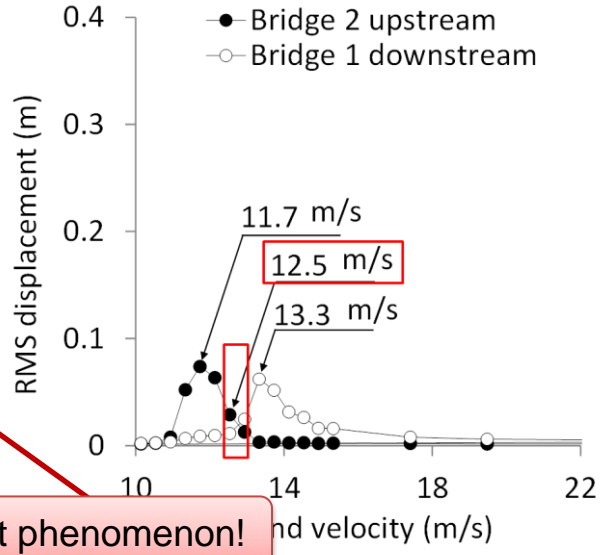 0.4
Bridge 2 upstream
Bridge 1 downstream
0.3
0.2
0.1
0
RMS displacement (m)
11.7 m/s
12.5 m/s
13.3 m/s
10 14 18 22
velocity (m/s)
phenomenon!